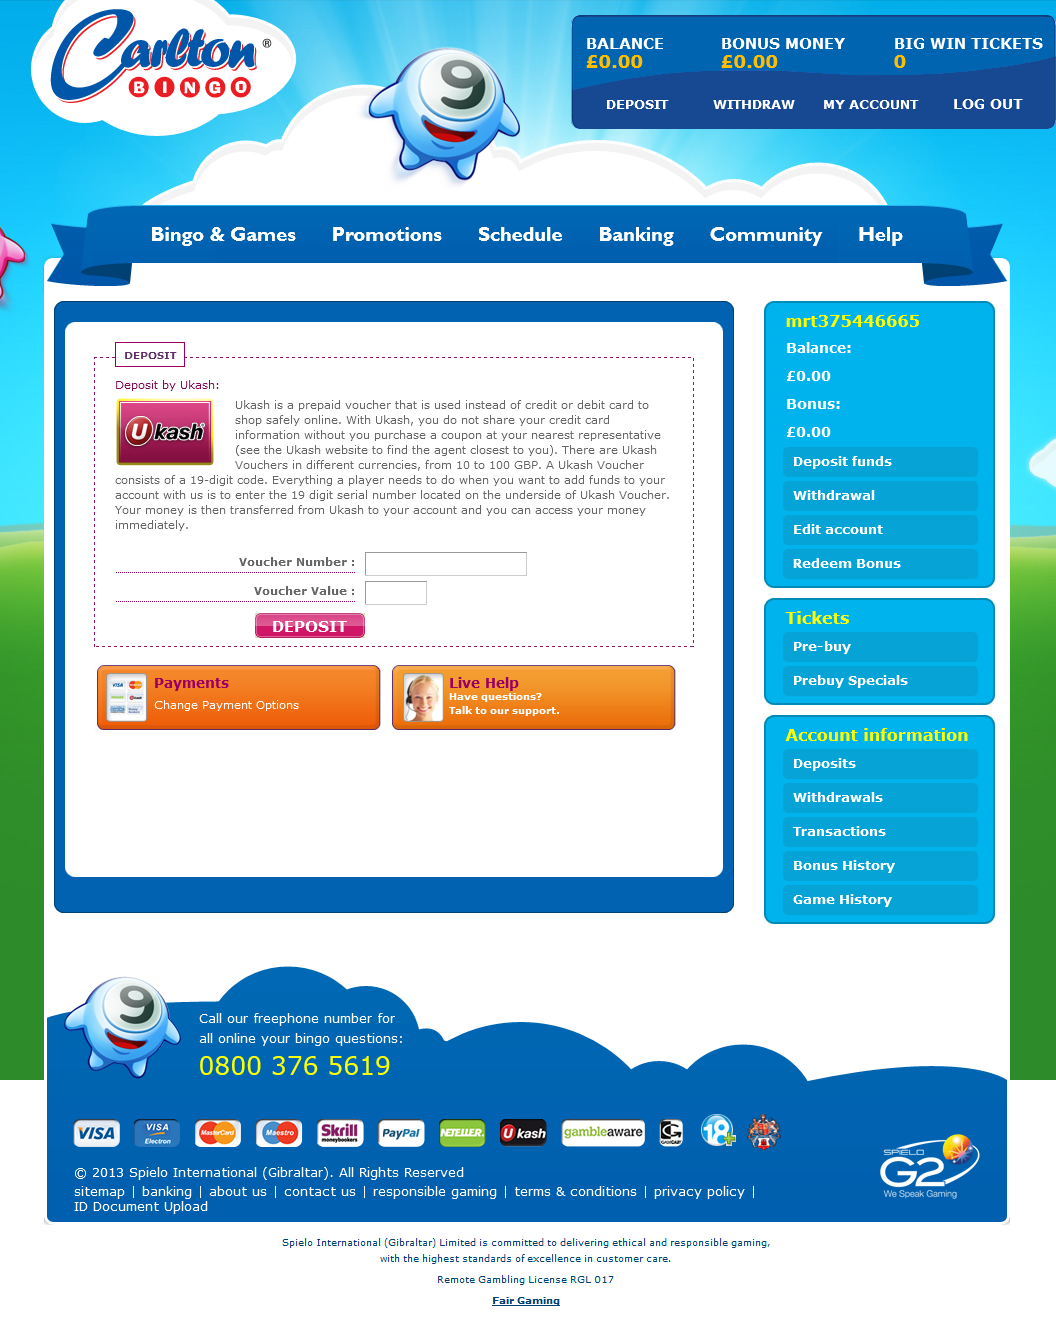 Carlton ®
BINGO
9
BALANCE BONUS MONEY BIG WIN TICKETS
£0.00 £0.00 0
DEPOSIT WITHDRAW MY ACCOUNT LOG OUT
Bingo & Games Promotions Schedule Banking Community Help
DEPOSIT
Deposit by Ukash:
Ukash
Ukash is a prepaid voucher that is used instead of credit or debit card to
shop safely online. With Ukash, you do not share your credit card
information without you purchase a coupon at your nearest representative
(see the Ukash website to find the agent closest to you). There are Ukash
Vouchers in different currencies, from 10 to 100 GBP. A Ukash Voucher
consists of a 19-digit code. Everything a player needs to do when you want to add funds to your
account with us is to enter the 19 digit serial number located on the underside of Ukash Voucher.
Your money is then transferred from Ukash to your account and you can access your money
immediately.
Voucher Number :
Voucher Value :
DEPOSIT
Payments
Change Payment Options
VISA
Live Help
Have questions?
Talk to our support.
mrt375446665
Balance:
£0.00
Bonus:
£0.00
Deposit funds
Withdrawal
Edit account
Redeem Bonus
Tickets
Pre-buy
Prebuy Specials
Account information
Deposits
Withdrawals
Transactions
Bonus History
Game History
9
Call our freephone number for
all online your bingo questions:
0800 376 5619
VISA VISA Electron MasterCard Maestro Skrill moneybookers PayPal NETELLER Ukash gambleaware GAMCARE 18+
© 2013 Spielo International (Gibraltar). All Rights Reserved
sitemap | banking | about us | contact us | responsible gaming | terms & conditions | privacy policy |
ID Document Upload
SPIELO
G2
We Speak Gaming
Spielo International (Gibraltar) Limited is committed to delivering ethical and responsible gaming,
with the highest standards of excellence in customer care.
Remote Gambling License RGL 017
Fair Gaming